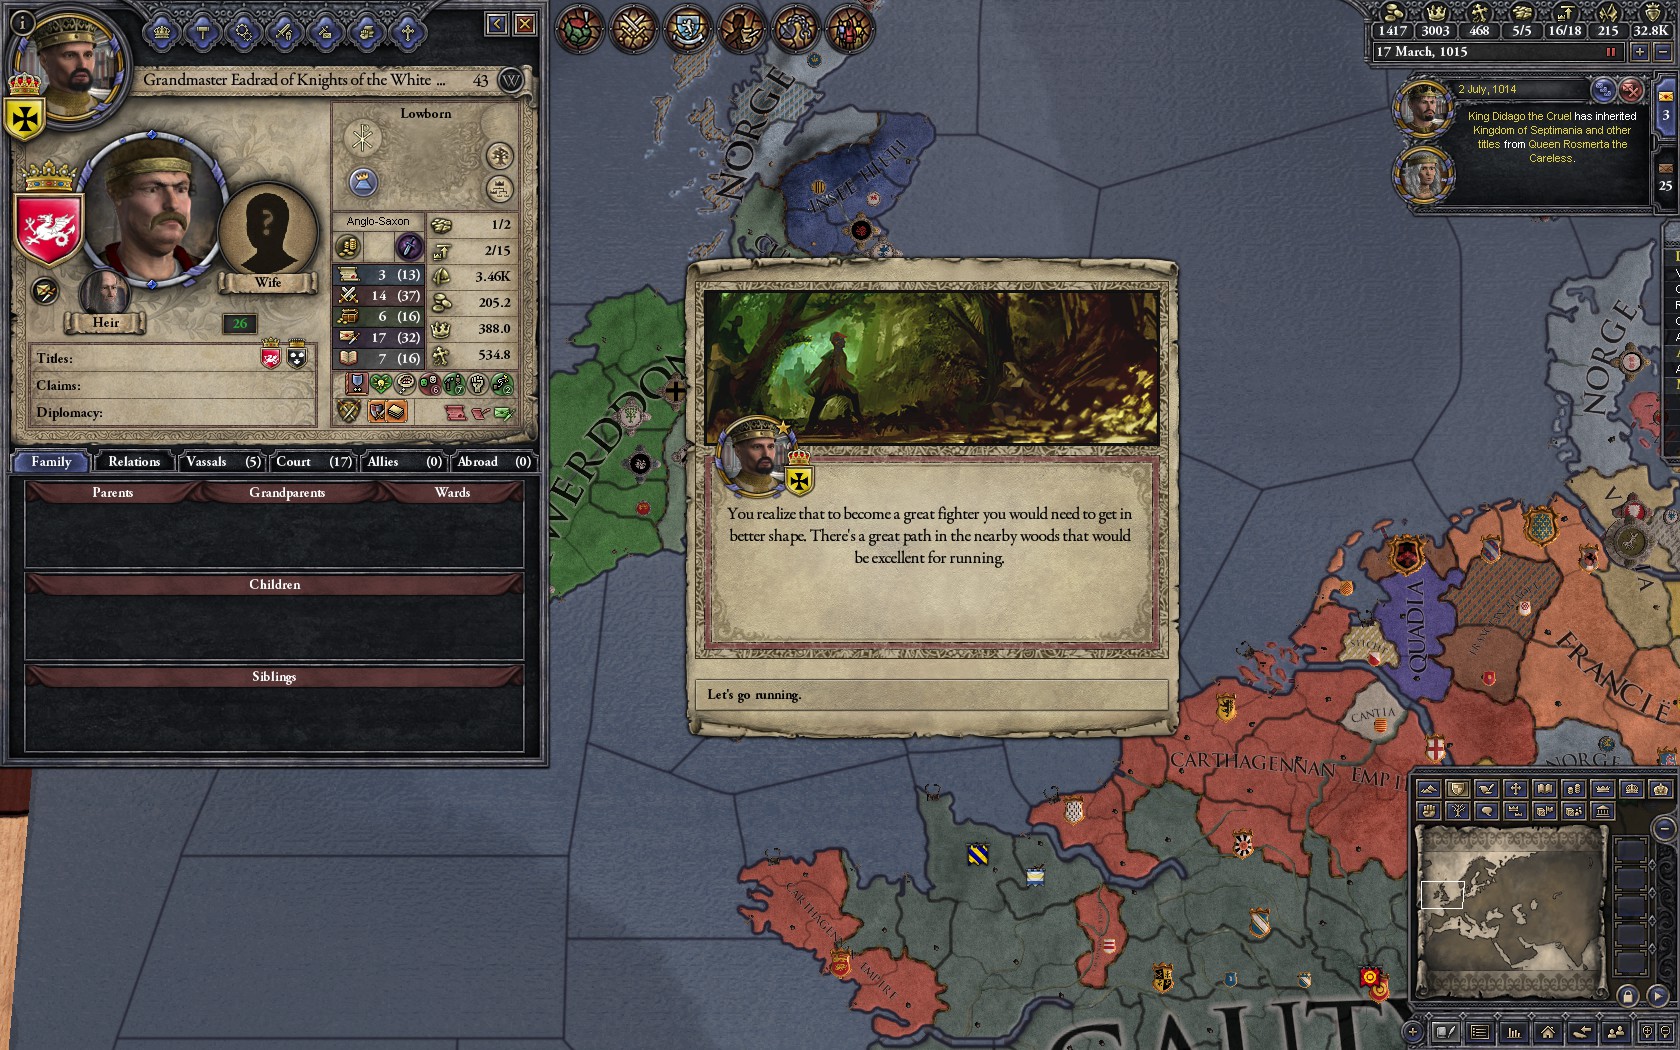 Grandmaster Eadræd of Knights of the White ... 43
Lowborn
Anglo-Saxon
Wife
Heir
26
3 (13)
14 (37)
6 (16)
17 (32)
7 (16)
1/2
2/15
3.46K
205.2
388.0
534.8
Titles:
Claims:
Diplomacy:
Family
Relations
Vassals (5)
Court (17)
Allies (0)
Abroad (0)
Parents
Grandparents
Wards
Children
Siblings
1417 3003 468 5/5 16/18 215 32.8K
17 March, 1015
2 July, 1014
King Didago the Cruel has inherited
Kingdom of Septimania and other
titles from Queen Rosmerta the
Careless.
3
25
You realize that to become a great fighter you would need to get in
better shape. There's a great path in the nearby woods that would
be excellent for running.
Let's go running.
NORGE
NORGE
QUADIA
FRANCIE
CANTIA
NORGE
CARTHAGENNAN EMPI
EMPIRE